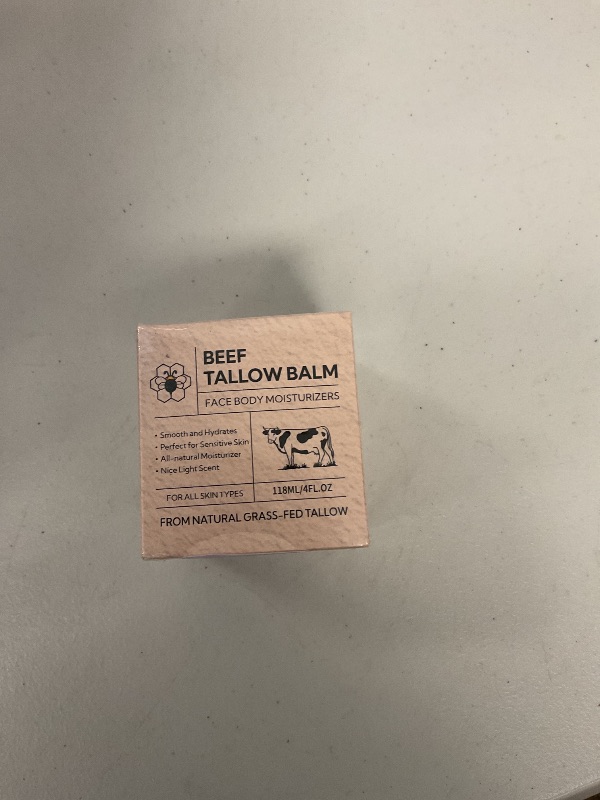 BEEF
TALLOW BALM
FACE BODY MOISTURIZERS
• Smooth and Hydrates
• Perfect for Sensitive Skin
• All-natural Moisturizer
• Nice Light Scent
FOR ALL SKIN TYPES
118ML/4FL.OZ
FROM NATURAL GRASS-FED TALLOW